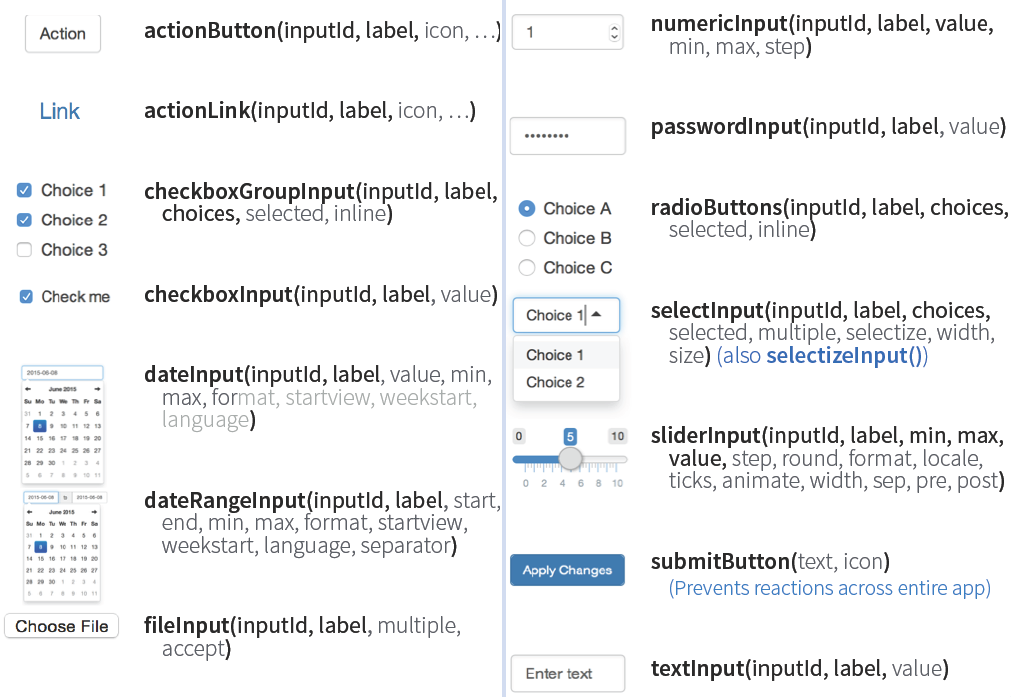 Action
actionButton(inputId, label, icon, …)
Link
actionLink(inputId, label, icon, …)
Choice 1
Choice 2
Choice 3
checkboxGroupInput(inputId, label,
choices, selected, inline)
Check me
checkboxInput(inputId, label, value)
2015-06-08
June 2015
Su Mo Tu We Th Fr Sa
31 1 2 3 4 5 6
7 8 9 10 11 12 13
14 15 16 17 18 19 20
21 22 23 24 25 26 27
28 29 30 1 2 3 4
5 6 7 8 9 10 11
dateInput(inputId, label, value, min,
max, format, startview, weekstart,
language)
2015-06-08 to 2015-06-08
June 2015
Su Mo Tu We Th Fr Sa
31 1 2 3 4 5 6
7 8 9 10 11 12 13
14 15 16 17 18 19 20
21 22 23 24 25 26 27
28 29 30 1 2 3 4
5 6 7 8 9 10 11
dateRangeInput(inputId, label, start,
end, min, max, format, startview,
weekstart, language, separator)
Choose File
fileInput(inputId, label, multiple,
accept)
1
numericInput(inputId, label, value,
min, max, step)
••••••••
passwordInput(inputId, label, value)
Choice A
Choice B
Choice C
radioButtons(inputId, label, choices,
selected, inline)
Choice 1
Choice 1
Choice 2
selectInput(inputId, label, choices,
selected, multiple, selectize, width,
size) (also selectizeInput())
0 5 10
0 2 4 6 8 10
sliderInput(inputId, label, min, max,
value, step, round, format, locale,
ticks, animate, width, sep, pre, post)
Apply Changes
submitButton(text, icon)
(Prevents reactions across entire app)
Enter text
textInput(inputId, label, value)